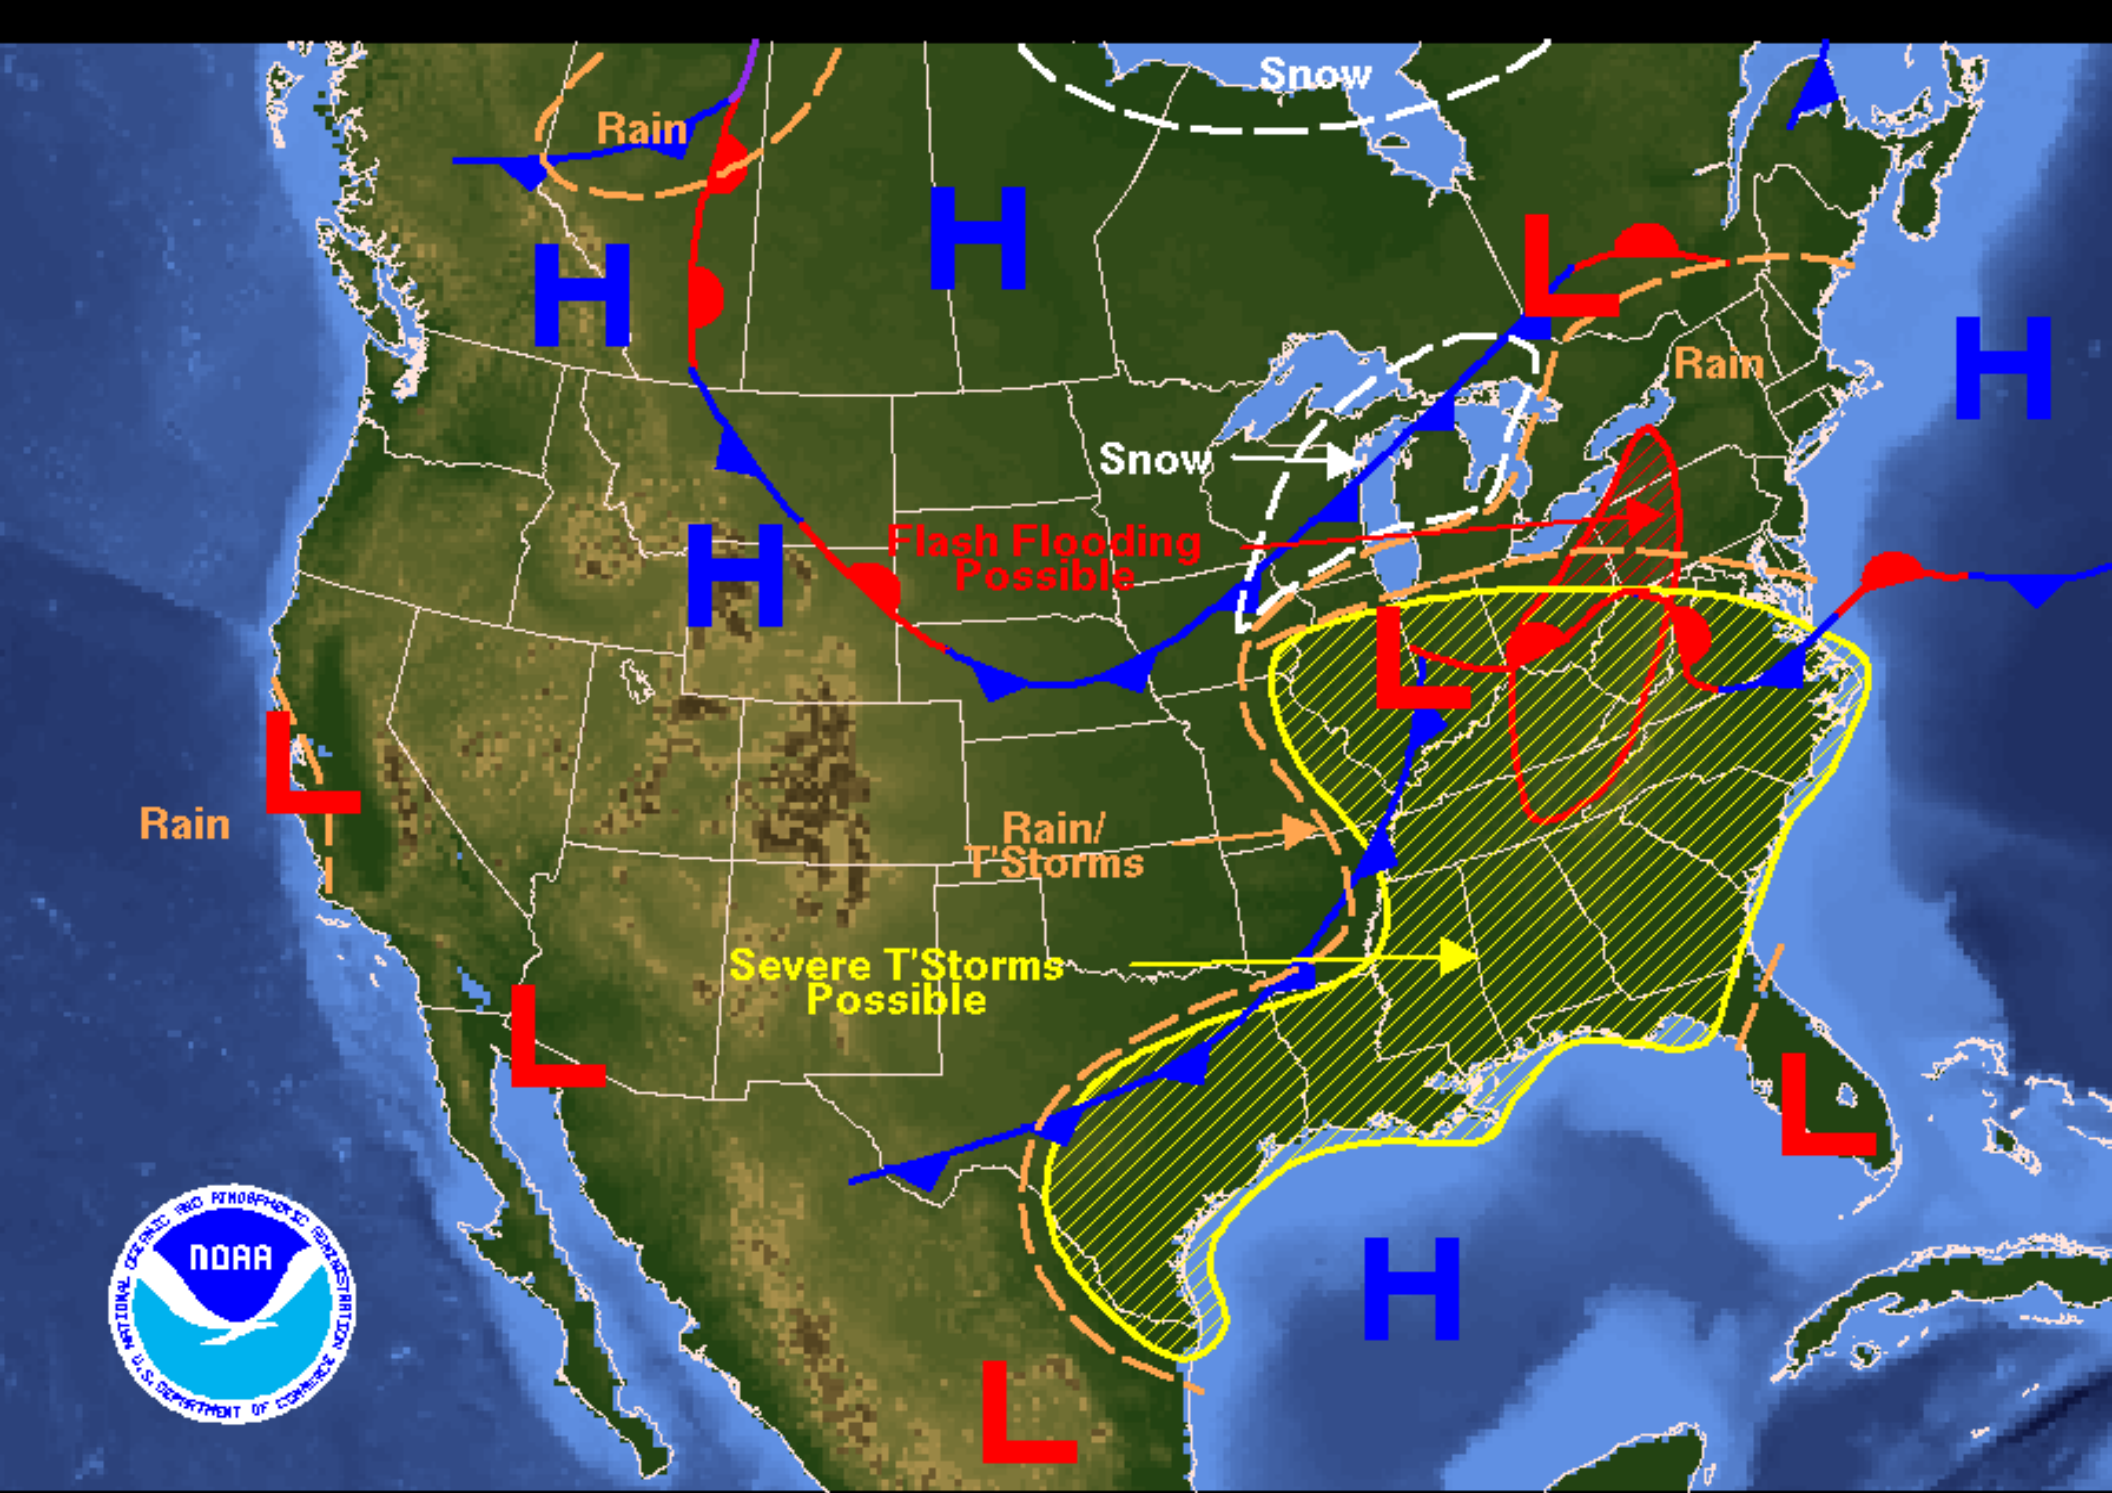 Snow
Rain
H
H
L
H
Rain
Snow
Flash Flooding
Possible
H
L
L
Rain
Rain/
T'Storms
Severe T'Storms
Possible
L
L
NATIONAL OCEANIC AND ATMOSPHERIC ADMINISTRATION
NOAA
U.S. DEPARTMENT OF COMMERCE
H
L